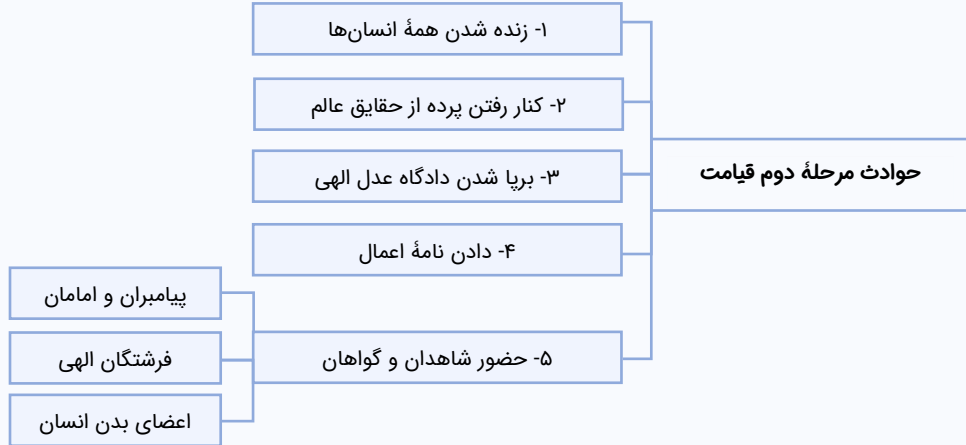 حوادث مرحلهٔ دوم قیامت
۱- زنده شدن همهٔ انسان‌ها
۲- کنار رفتن پرده از حقایق عالم
۳- برپا شدن دادگاه عدل الهی
۴- دادن نامهٔ اعمال
۵- حضور شاهدان و گواهان
پیامبران و امامان
فرشتگان الهی
اعضای بدن انسان